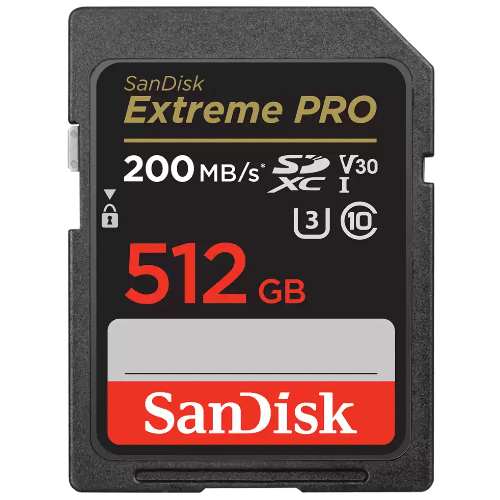 SanDisk
Extreme PRO
200 MB/s* SD XC V30 I
U3 10
512 GB
SanDisk